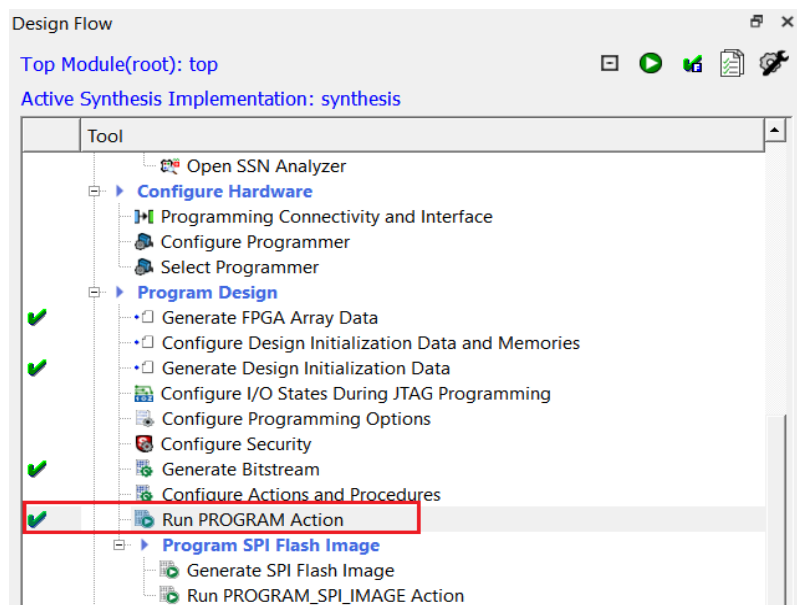 Design Flow
Top Module(root): top
Active Synthesis Implementation: synthesis
Tool
Open SSN Analyzer
Configure Hardware
Programming Connectivity and Interface
Configure Programmer
Select Programmer
Program Design
Generate FPGA Array Data
Configure Design Initialization Data and Memories
Generate Design Initialization Data
Configure I/O States During JTAG Programming
Configure Programming Options
Configure Security
Generate Bitstream
Configure Actions and Procedures
Run PROGRAM Action
Program SPI Flash Image
Generate SPI Flash Image
Run PROGRAM_SPI_IMAGE Action